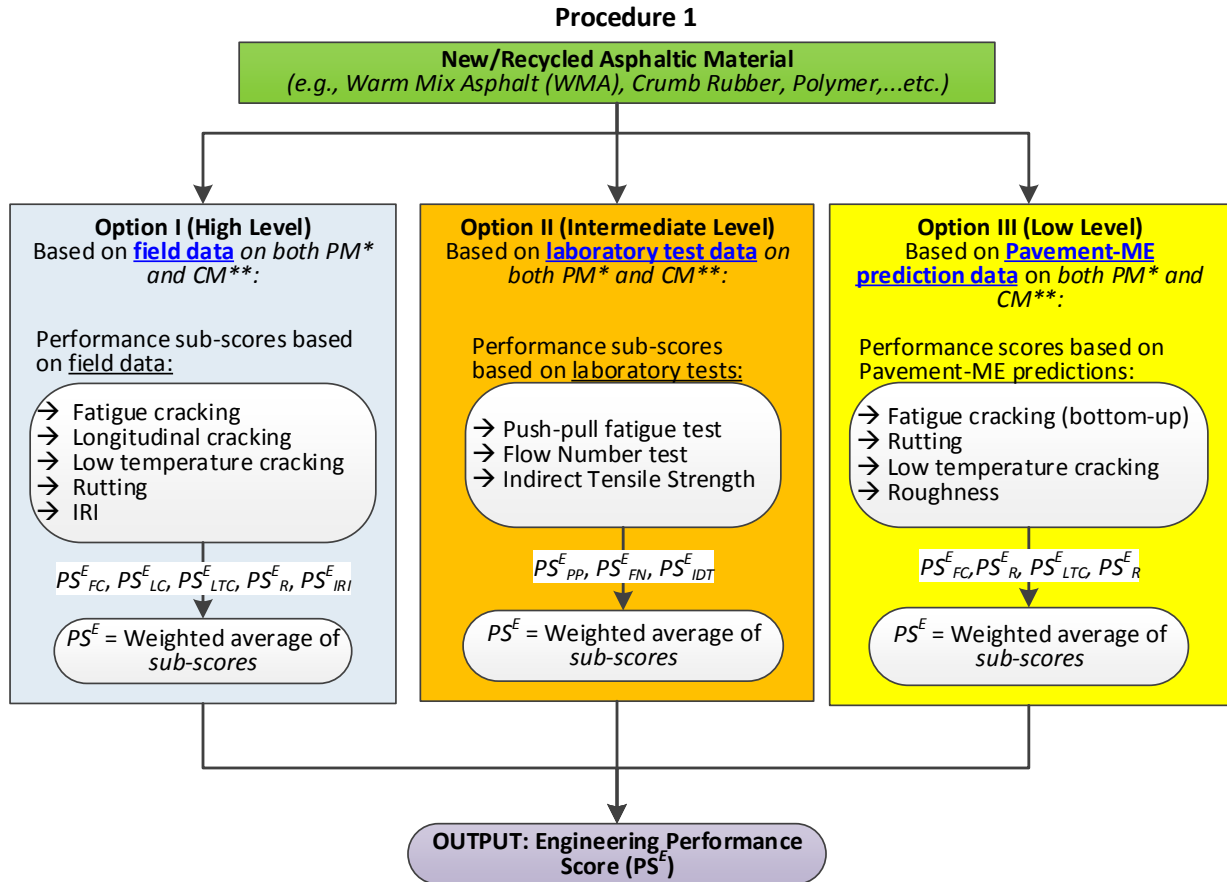 Procedure 1
New/Recycled Asphaltic Material
(e.g., Warm Mix Asphalt (WMA), Crumb Rubber, Polymer,...etc.)
Option I (High Level)
Based on field data on both PM*
and CM**:
Performance sub-scores based
on field data:
→ Fatigue cracking
→ Longitudinal cracking
→ Low temperature cracking
→ Rutting
→ IRI
PS^E_FC, PS^E_LC, PS^E_LTC, PS^E_R, PS^E_IRI
PS^E = Weighted average of
sub-scores
Option II (Intermediate Level)
Based on laboratory test data on
both PM* and CM**:
Performance sub-scores
based on laboratory tests:
→ Push-pull fatigue test
→ Flow Number test
→ Indirect Tensile Strength
PS^E_PP, PS^E_FN, PS^E_IDT
PS^E = Weighted average of
sub-scores
Option III (Low Level)
Based on Pavement-ME
prediction data on both PM* and
CM**:
Performance scores based on
Pavement-ME predictions:
→ Fatigue cracking (bottom-up)
→ Rutting
→ Low temperature cracking
→ Roughness
PS^E_FC,PS^E_R, PS^E_LTC, PS^E_R
PS^E = Weighted average of
sub-scores
OUTPUT: Engineering Performance
Score (PS^E)